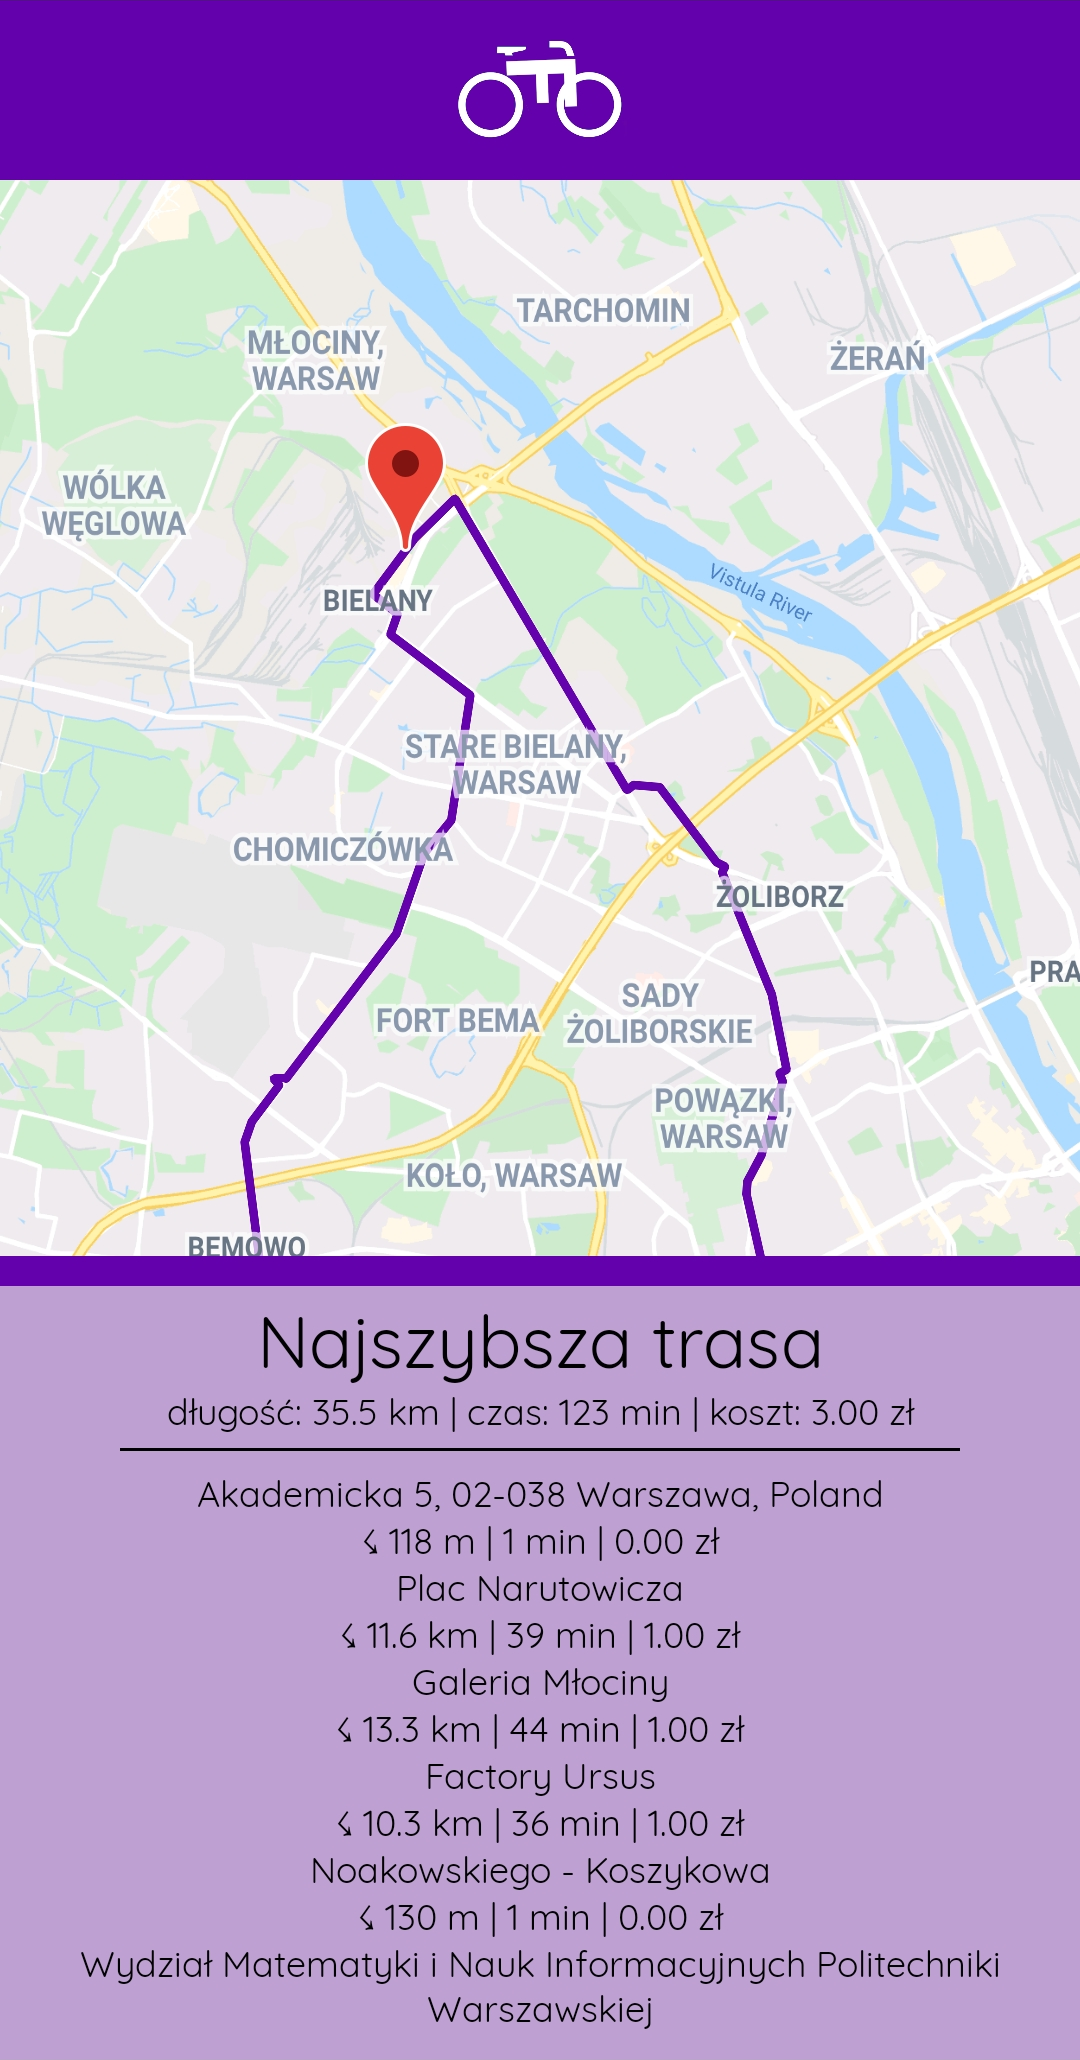 TARCHOMIN
MŁOCINY,
WARSAW
ŻERAŃ
WÓLKA
WĘGLOWA
Vistula River
BIELANY
STARE BIELANY,
WARSAW
CHOMICZÓWKA
ŻOLIBORZ
PRA
SADY
ŻOLIBORSKIE
FORT BEMA
POWĄZKI,
WARSAW
KOŁO, WARSAW
BEMOWO
Najszybsza trasa
długość: 35.5 km | czas: 123 min | koszt: 3.00 zł
Akademicka 5, 02-038 Warszawa, Poland
⤹ 118 m | 1 min | 0.00 zł
Plac Narutowicza
⤹ 11.6 km | 39 min | 1.00 zł
Galeria Młociny
⤹ 13.3 km | 44 min | 1.00 zł
Factory Ursus
⤹ 10.3 km | 36 min | 1.00 zł
Noakowskiego - Koszykowa
⤹ 130 m | 1 min | 0.00 zł
Wydział Matematyki i Nauk Informacyjnych Politechniki
Warszawskiej